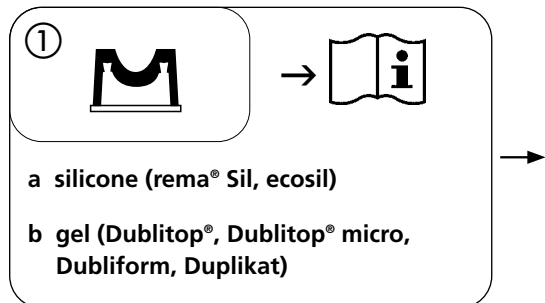 ①
→ i
a silicone (rema® Sil, ecosil)
b gel (Dublitop®, Dublitop® micro,
Dubliform, Duplikat)
→